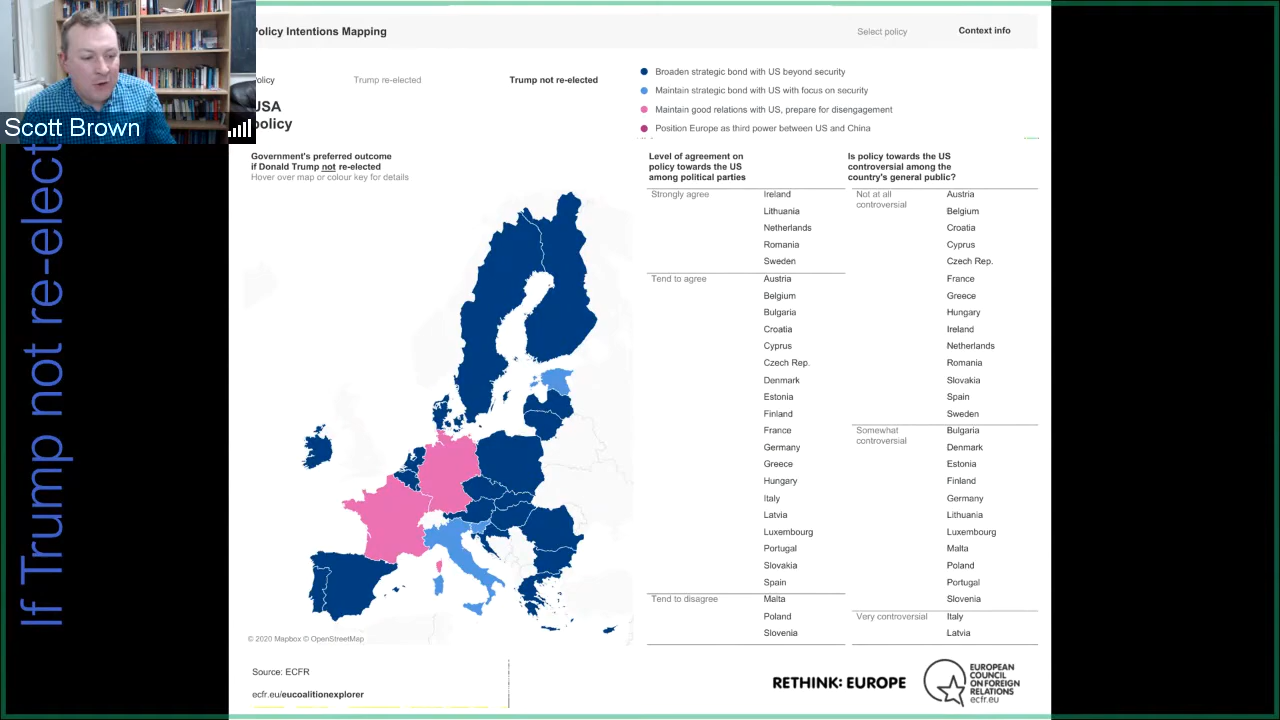 Policy Intentions Mapping
Select policy
Context info
Scott Brown
If Trump not re-elect
Policy
Trump re-elected
Trump not re-elected
USA
policy
Broaden strategic bond with US beyond security
Maintain strategic bond with US with focus on security
Maintain good relations with US, prepare for disengagement
Position Europe as third power between US and China
Government's preferred outcome
if Donald Trump not re-elected
Hover over map or colour key for details
Level of agreement on
policy towards the US
among political parties
Strongly agree
Ireland
Lithuania
Netherlands
Romania
Sweden
Tend to agree
Austria
Belgium
Bulgaria
Croatia
Cyprus
Czech Rep.
Denmark
Estonia
Finland
France
Germany
Greece
Hungary
Italy
Latvia
Luxembourg
Portugal
Slovakia
Spain
Tend to disagree
Malta
Poland
Slovenia
Is policy towards the US
controversial among the
country's general public?
Not at all
controversial
Austria
Belgium
Croatia
Cyprus
Czech Rep.
France
Greece
Hungary
Ireland
Netherlands
Romania
Slovakia
Spain
Sweden
Somewhat
controversial
Bulgaria
Denmark
Estonia
Finland
Germany
Lithuania
Luxembourg
Malta
Poland
Portugal
Slovenia
Very controversial
Italy
Latvia
© 2020 Mapbox © OpenStreetMap
Source: ECFR
ecfr.eu/eucoalitionexplorer
RETHINK: EUROPE
EUROPEAN
COUNCIL
ON FOREIGN
RELATIONS
ecfr.eu